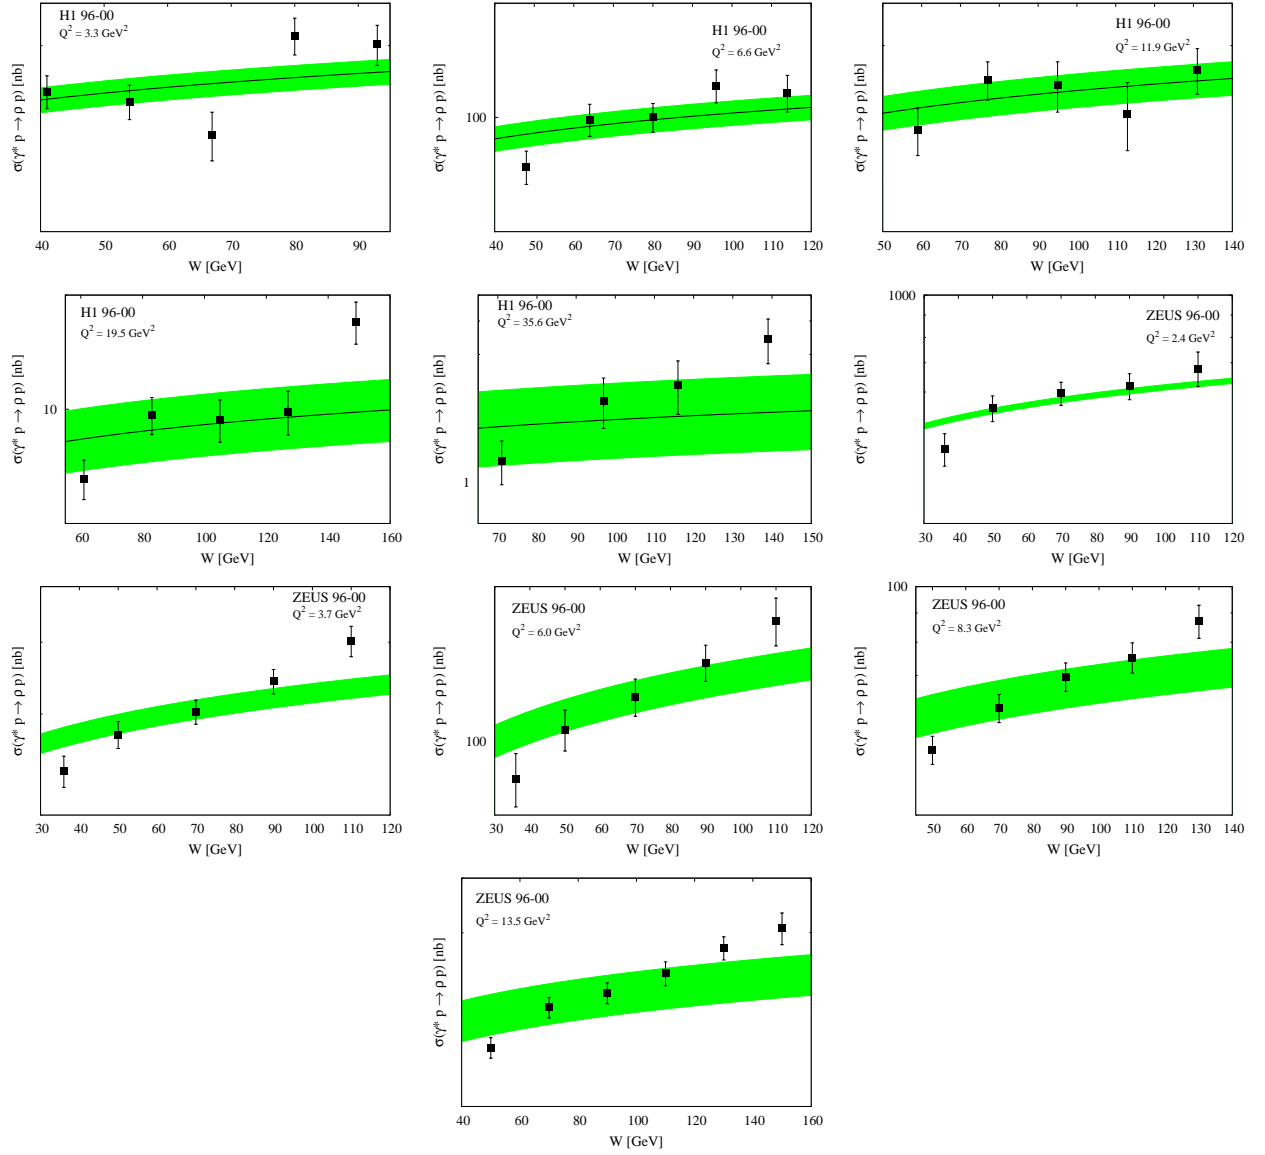 H1 96-00
Q² = 3.3 GeV²
σ(γ* p → ρ p) [nb]
40 50 60 70 80 90
W [GeV]
H1 96-00
Q² = 6.6 GeV²
σ(γ* p → ρ p) [nb]
100
40 50 60 70 80 90 100 110 120
W [GeV]
H1 96-00
Q² = 11.9 GeV²
σ(γ* p → ρ p) [nb]
50 60 70 80 90 100 110 120 130 140
W [GeV]
H1 96-00
Q² = 19.5 GeV²
σ(γ* p → ρ p) [nb]
10
60 80 100 120 140 160
W [GeV]
H1 96-00
Q² = 35.6 GeV²
σ(γ* p → ρ p) [nb]
1
70 80 90 100 110 120 130 140 150
W [GeV]
1000
ZEUS 96-00
Q² = 2.4 GeV²
σ(γ* p → ρ p) [nb]
30 40 50 60 70 80 90 100 110 120
W [GeV]
ZEUS 96-00
Q² = 3.7 GeV²
σ(γ* p → ρ p) [nb]
30 40 50 60 70 80 90 100 110 120
W [GeV]
ZEUS 96-00
Q² = 6.0 GeV²
σ(γ* p → ρ p) [nb]
100
30 40 50 60 70 80 90 100 110 120
W [GeV]
100
ZEUS 96-00
Q² = 8.3 GeV²
σ(γ* p → ρ p) [nb]
50 60 70 80 90 100 110 120 130 140
W [GeV]
ZEUS 96-00
Q² = 13.5 GeV²
σ(γ* p → ρ p) [nb]
40 60 80 100 120 140 160
W [GeV]